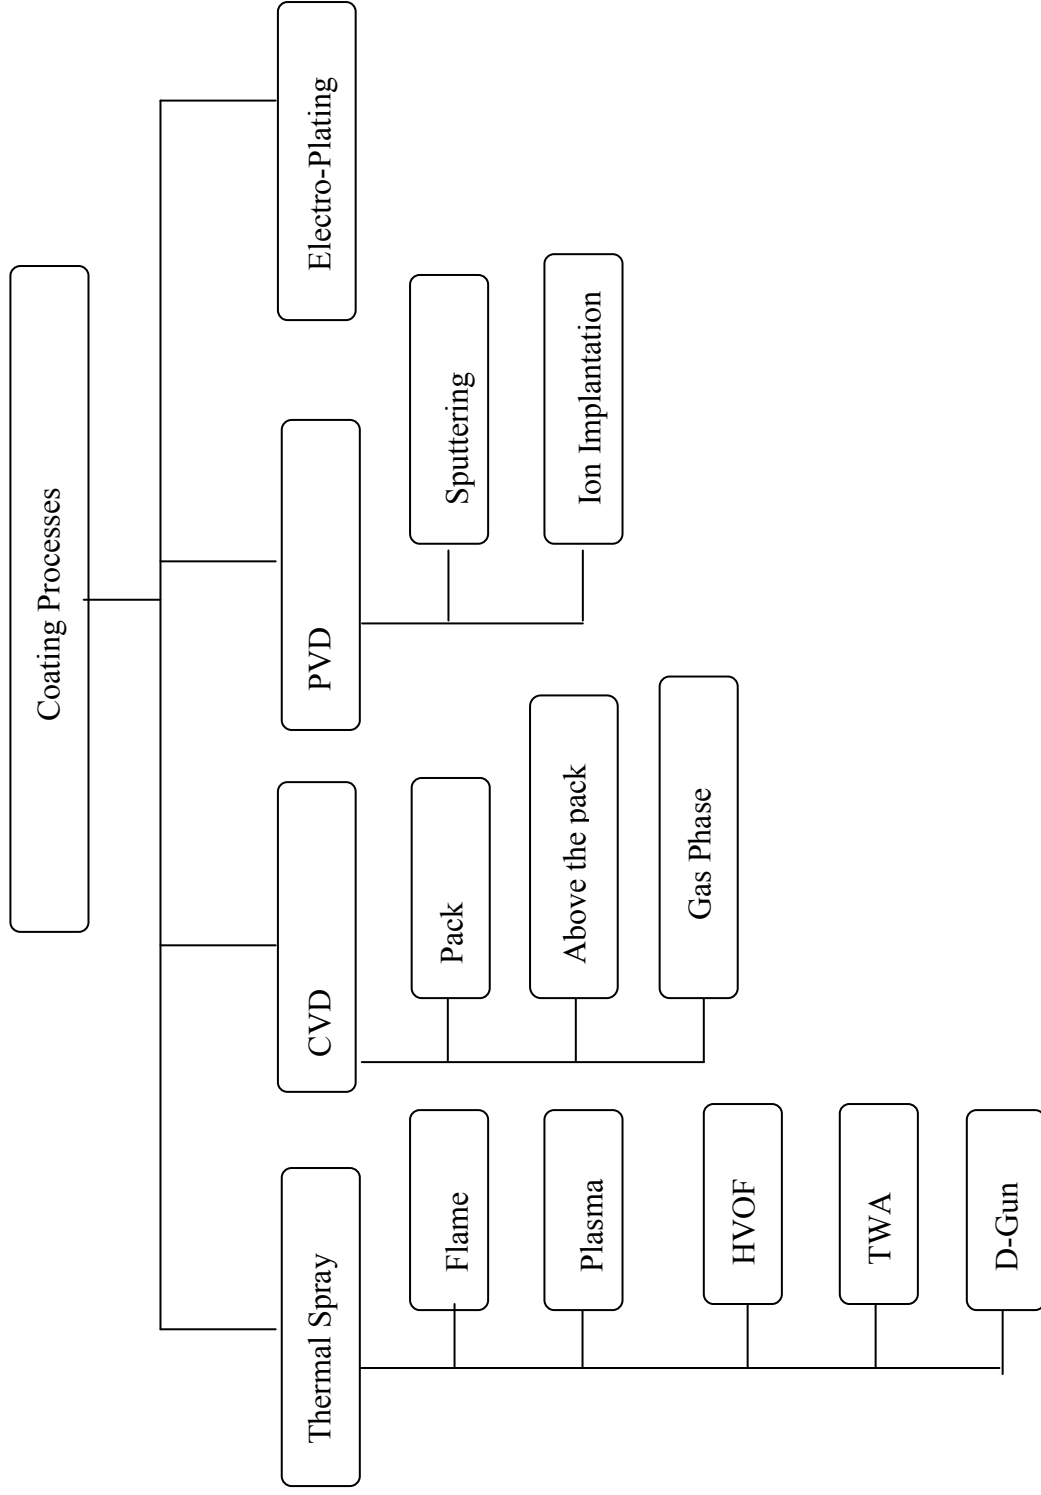 Coating Processes
Thermal Spray
Flame
Plasma
HVOF
TWA
D-Gun
CVD
Pack
Above the pack
Gas Phase
PVD
Sputtering
Ion Implantation
Electro-Plating